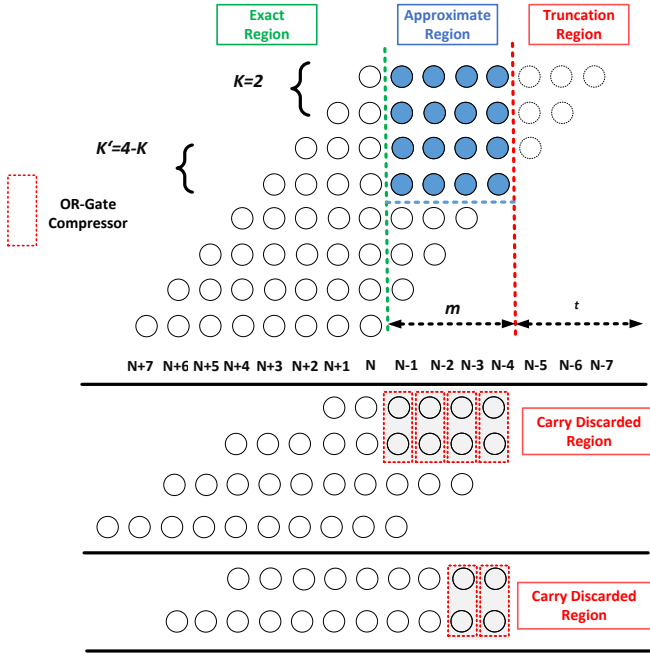 Exact
Region
Approximate
Region
Truncation
Region
K=2
K'=4-K
OR-Gate
Compressor
m
t
N+7 N+6 N+5 N+4 N+3 N+2 N+1 N N-1 N-2 N-3 N-4 N-5 N-6 N-7
Carry Discarded
Region
Carry Discarded
Region